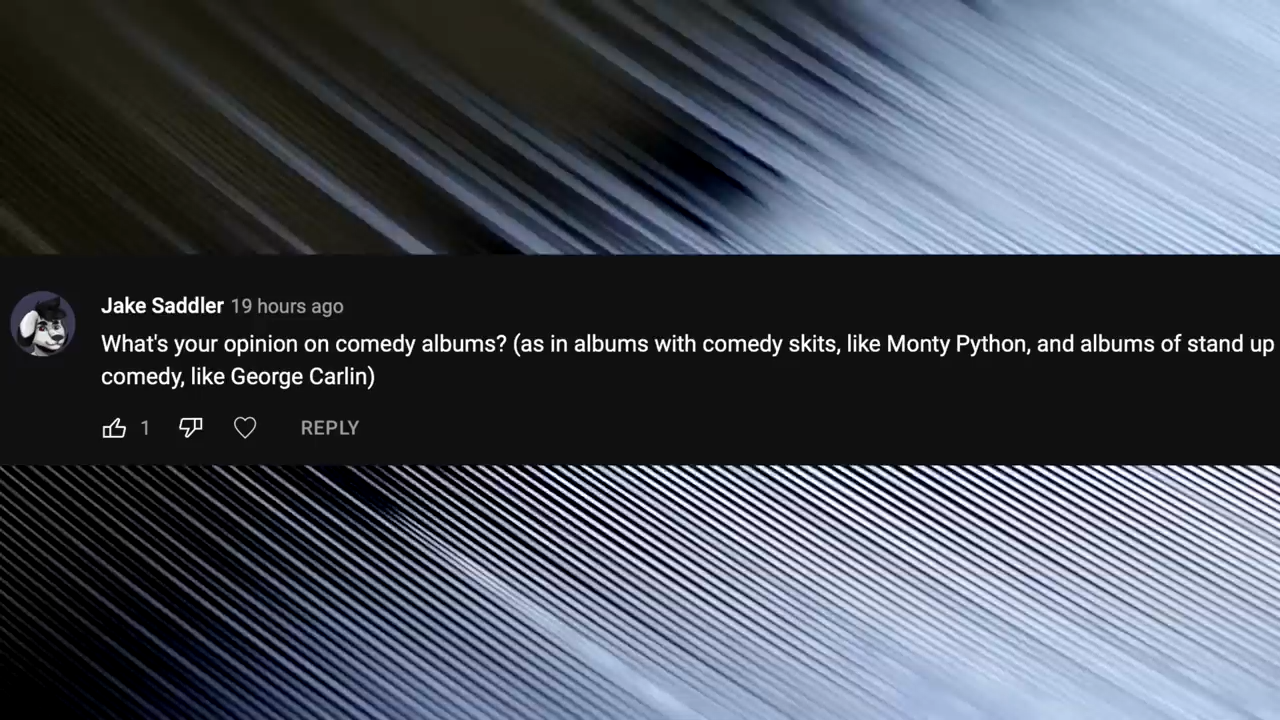 Jake Saddler 19 hours ago
What's your opinion on comedy albums? (as in albums with comedy skits, like Monty Python, and albums of stand up
comedy, like George Carlin)
1 REPLY